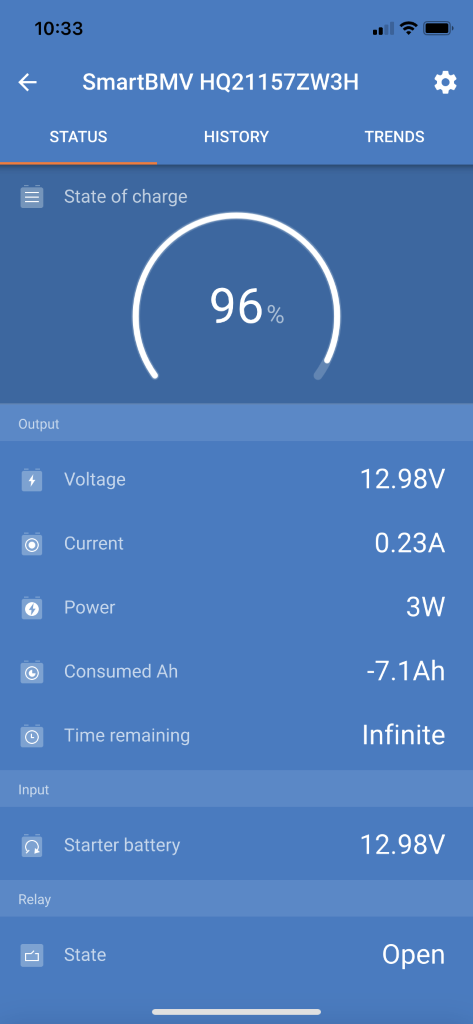 10:33
SmartBMV HQ21157ZW3H
STATUS HISTORY TRENDS
State of charge
96%
Output
Voltage 12.98V
Current 0.23A
Power 3W
Consumed Ah -7.1Ah
Time remaining Infinite
Input
Starter battery 12.98V
Relay
State Open